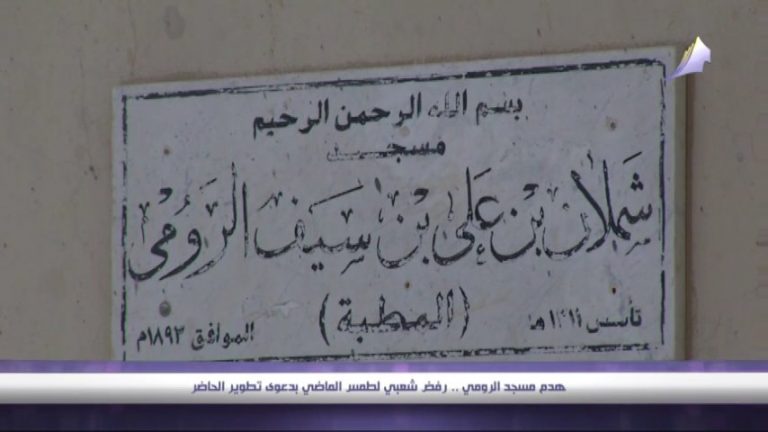 بسم الله الرحمن الرحيم
مسجد
شملان بن علي بن سيف الرومي
(المطبة)
تأسس ١٣١١هـ
الموافق ١٨٩٣م
هدم مسجد الرومي .. رفض شعبي لطمس الماضي بدعوى تطوير الحاضر